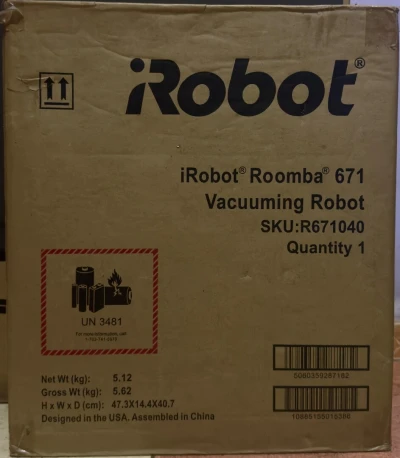 iRobot®
iRobot® Roomba® 671
Vacuuming Robot
SKU:R671040
Quantity 1
UN 3481
Net Wt (kg): 5.12
Gross Wt (kg): 5.62
H x W x D (cm): 47.3X14.4X40.7
Designed in the USA. Assembled in China